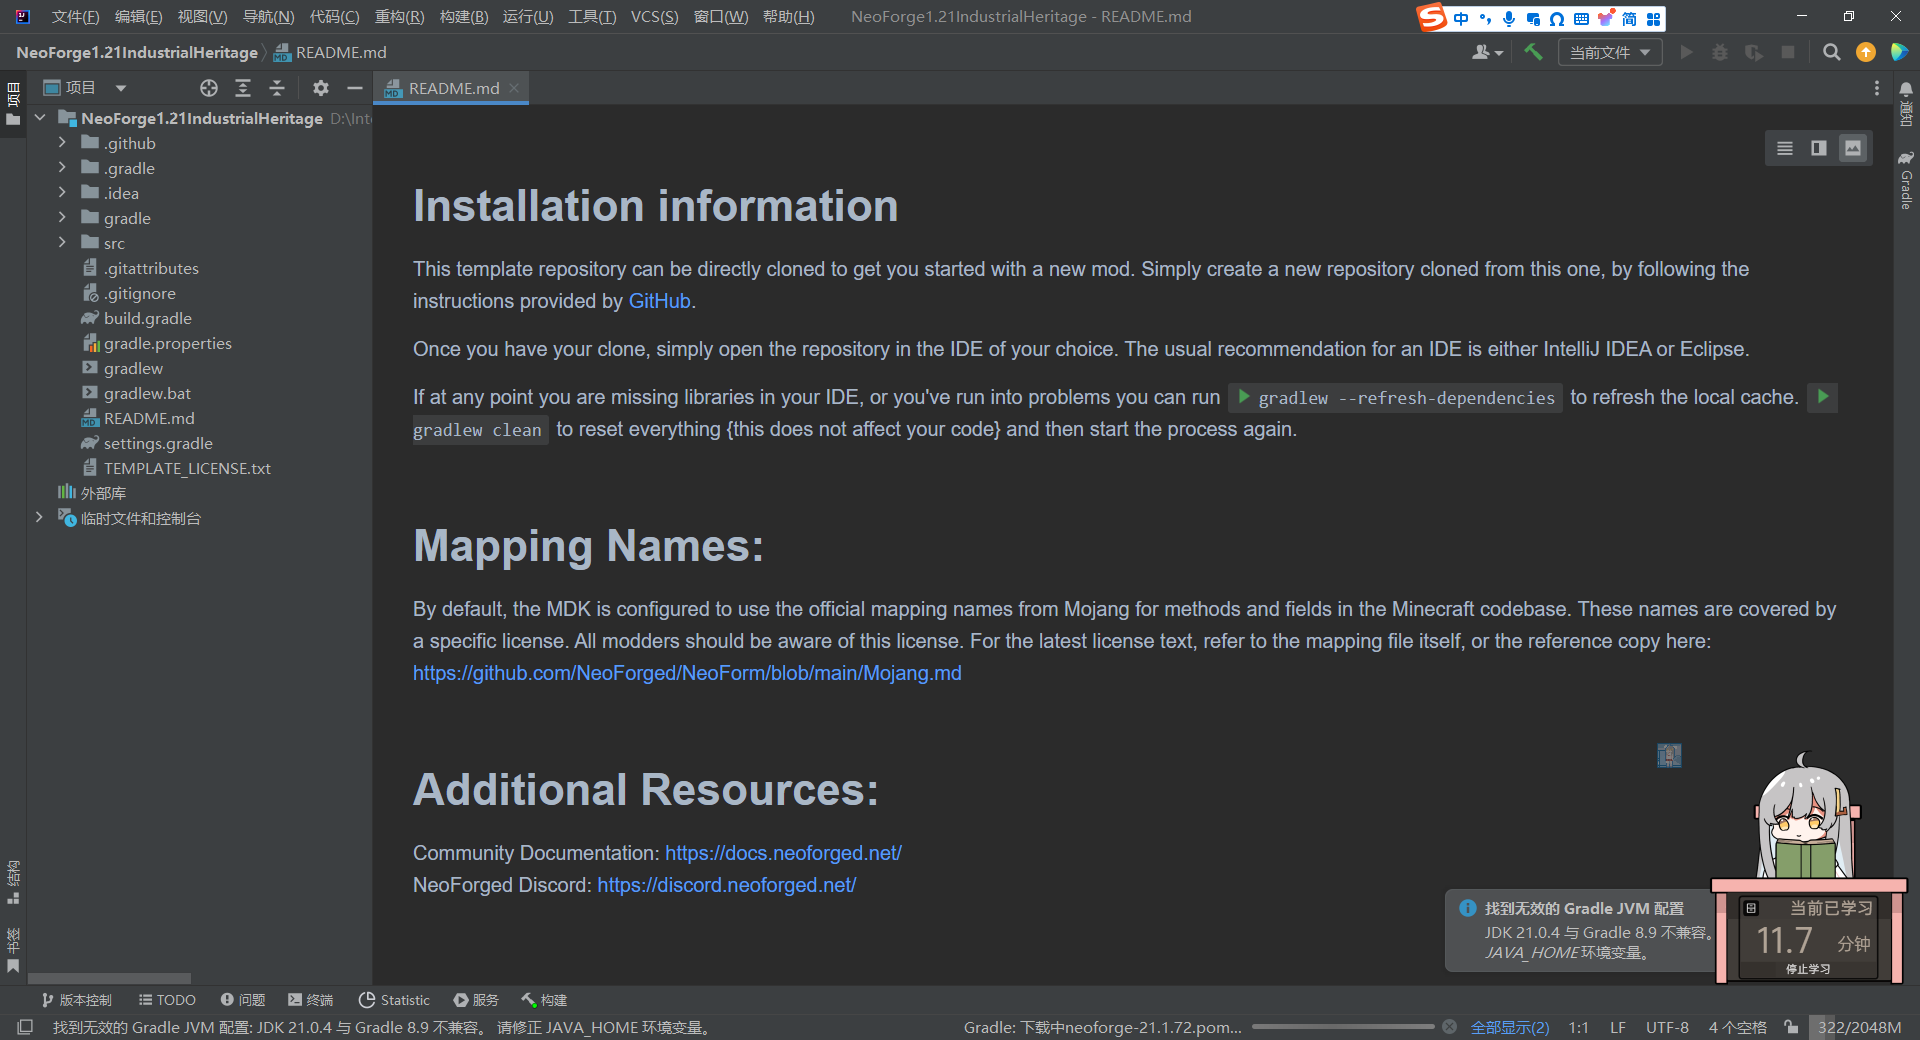 文件(F) 编辑(E) 视图(V) 导航(N) 代码(C) 重构(R) 构建(B) 运行(U) 工具(T) VCS(S) 窗口(W) 帮助(H) NeoForge1.21IndustrialHeritage - README.md
中 简
NeoForge1.21IndustrialHeritage README.md
当前文件
项目
项目
README.md
NeoForge1.21IndustrialHeritage D:\Inte
.github
.gradle
.idea
gradle
src
.gitattributes
.gitignore
build.gradle
gradle.properties
gradlew
gradlew.bat
README.md
settings.gradle
TEMPLATE_LICENSE.txt
外部库
临时文件和控制台
结构
书签
Installation information
This template repository can be directly cloned to get you started with a new mod. Simply create a new repository cloned from this one, by following the
instructions provided by GitHub.
Once you have your clone, simply open the repository in the IDE of your choice. The usual recommendation for an IDE is either IntelliJ IDEA or Eclipse.
If at any point you are missing libraries in your IDE, or you've run into problems you can run gradlew --refresh-dependencies to refresh the local cache.
gradlew clean to reset everything {this does not affect your code} and then start the process again.
Mapping Names:
By default, the MDK is configured to use the official mapping names from Mojang for methods and fields in the Minecraft codebase. These names are covered by
a specific license. All modders should be aware of this license. For the latest license text, refer to the mapping file itself, or the reference copy here:
https://github.com/NeoForged/NeoForm/blob/main/Mojang.md
Additional Resources:
Community Documentation: https://docs.neoforged.net/
NeoForged Discord: https://discord.neoforged.net/
通知
Gradle
找到无效的 Gradle JVM 配置
JDK 21.0.4 与 Gradle 8.9 不兼容。
JAVA_HOME 环境变量。
当前已学习
11.7 分钟
停止学习
版本控制 TODO 问题 终端 Statistic 服务 构建
找到无效的 Gradle JVM 配置: JDK 21.0.4 与 Gradle 8.9 不兼容。 请修正 JAVA_HOME 环境变量。 Gradle: 下载中neoforge-21.1.72.pom... 全部显示(2) 1:1 LF UTF-8 4 个空格 322/2048M